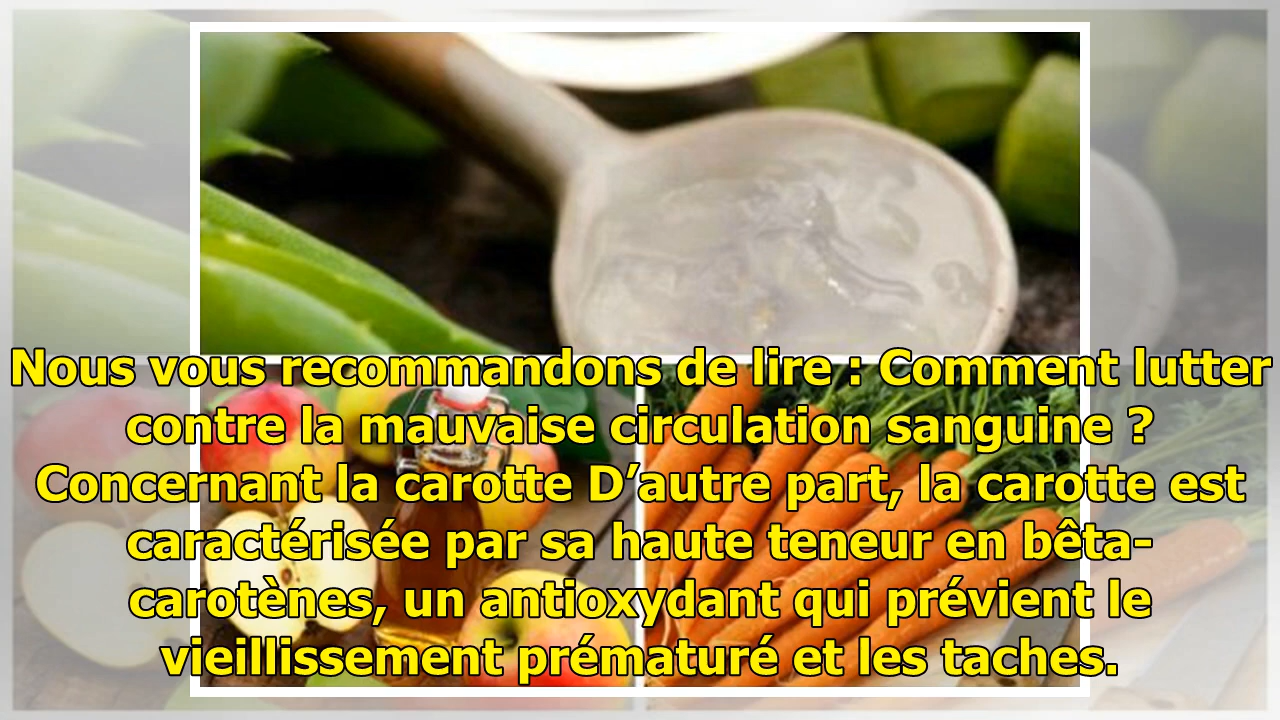 Nous vous recommandons de lire : Comment lutter
contre la mauvaise circulation sanguine ?
Concernant la carotte D’autre part, la carotte est
caractérisée par sa haute teneur en bêta-
carotènes, un antioxydant qui prévient le
vieillissement prématuré et les taches.